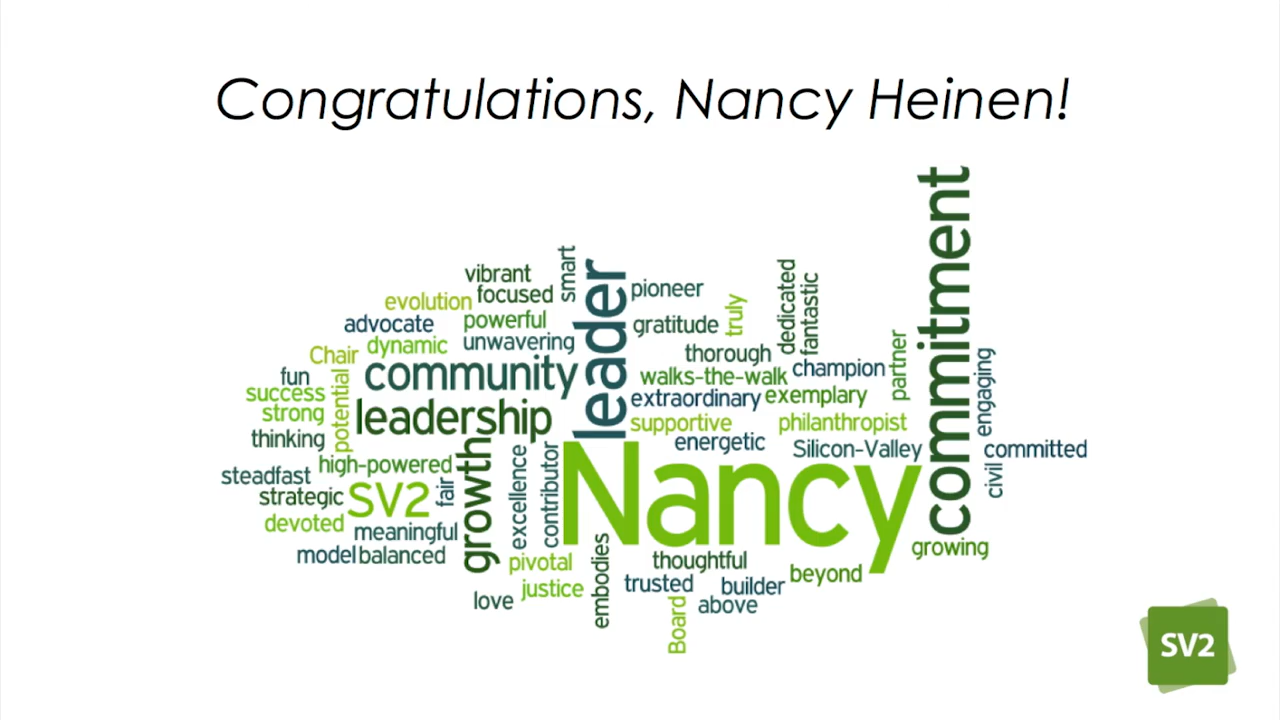 Congratulations, Nancy Heinen!
commitment
smart
vibrant
leader
pioneer
dedicated
fantastic
evolution
focused
truly
advocate
powerful
gratitude
Chair
dynamic
unwavering
thorough
partner
engaging
fun
community
walks-the-walk
champion
success
potential
extraordinary
exemplary
strong
leadership
supportive
philanthropist
thinking
energetic
Silicon-Valley
committed
steadfast
high-powered
growth
excellence
contributor
Nancy
civil
strategic
SV2
fair
devoted
meaningful
model
balanced
pivotal
embodies
thoughtful
growing
justice
trusted
builder
beyond
love
Board
above
SV2